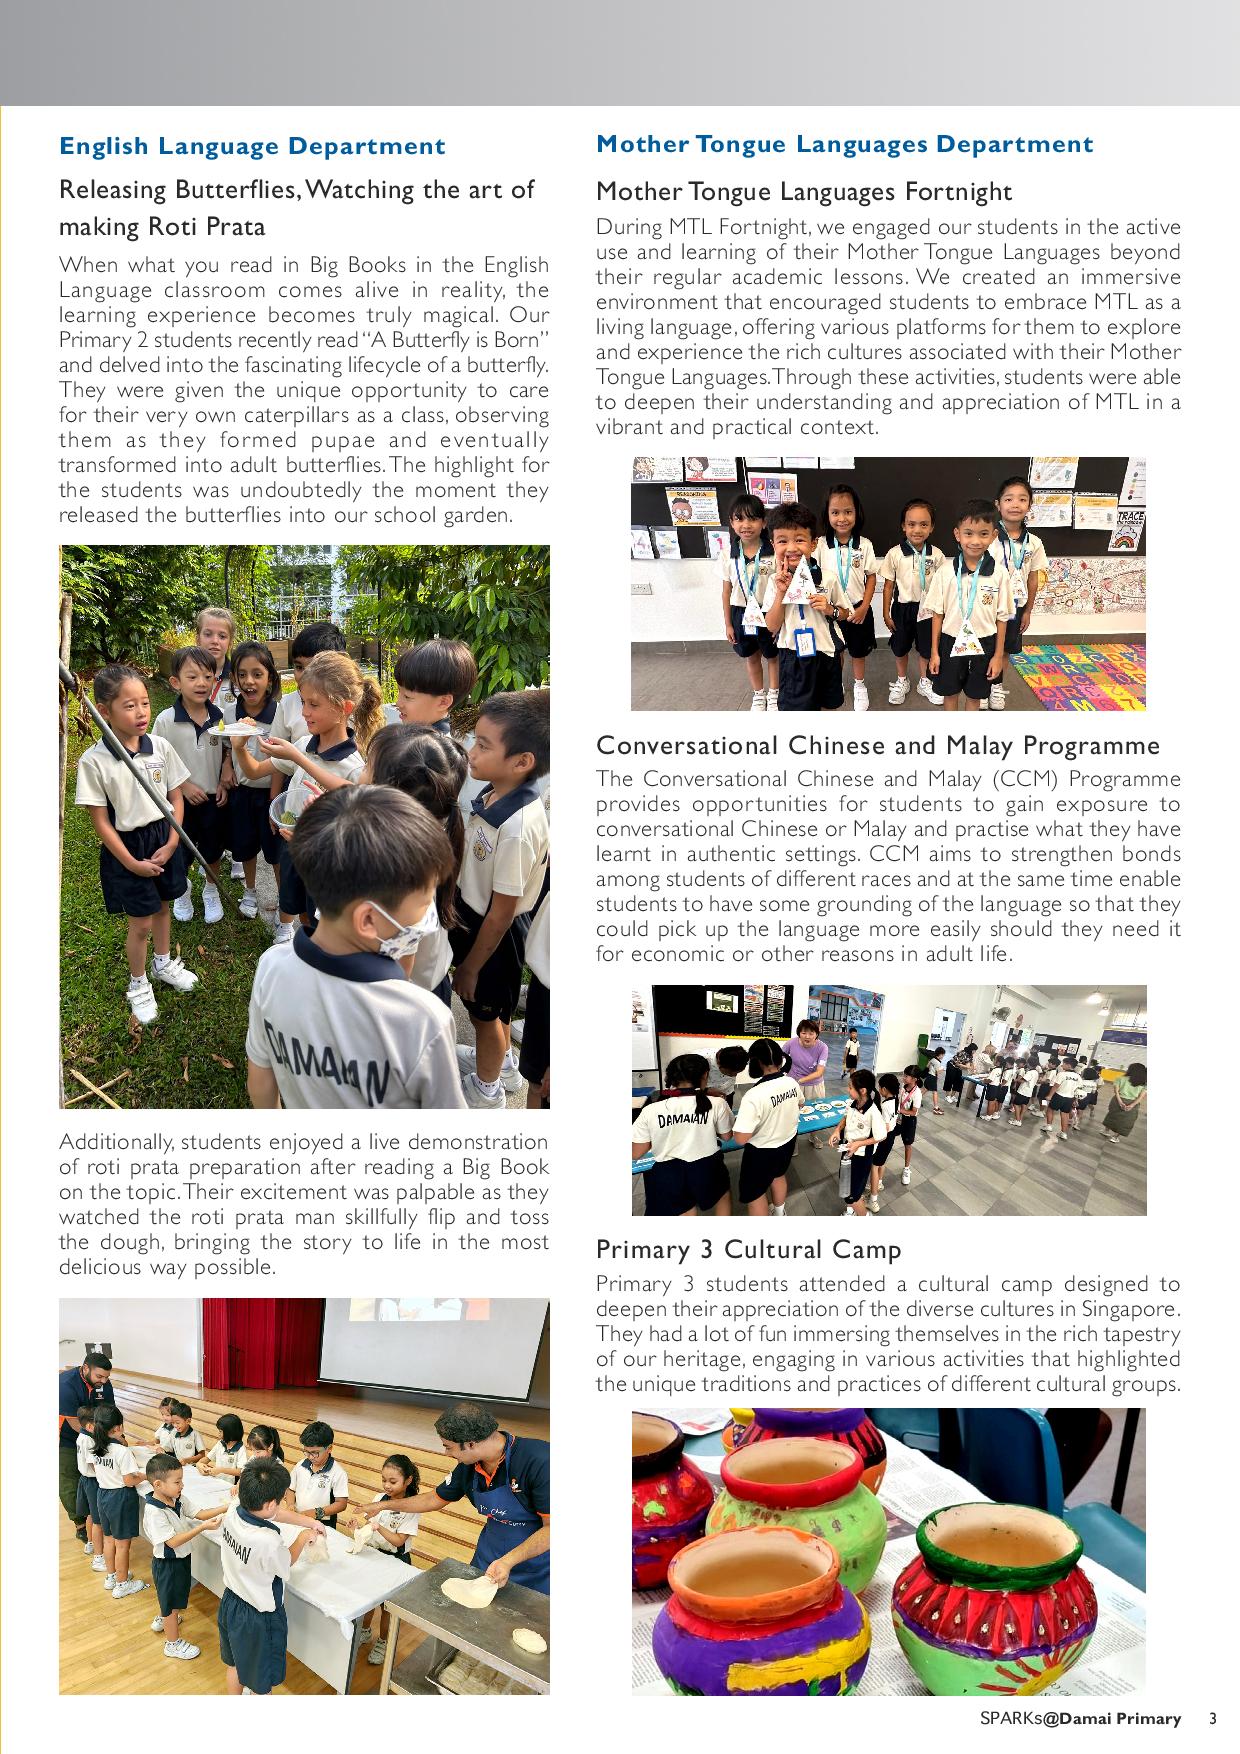 English Language Department
Releasing Butterflies, Watching the art of
making Roti Prata
When what you read in Big Books in the English
Language classroom comes alive in reality, the
learning experience becomes truly magical. Our
Primary 2 students recently read “A Butterfly is Born”
and delved into the fascinating lifecycle of a butterfly.
They were given the unique opportunity to care
for their very own caterpillars as a class, observing
them as they formed pupae and eventually
transformed into adult butterflies. The highlight for
the students was undoubtedly the moment they
released the butterflies into our school garden.
DAMAIAN
Additionally, students enjoyed a live demonstration
of roti prata preparation after reading a Big Book
on the topic. Their excitement was palpable as they
watched the roti prata man skillfully flip and toss
the dough, bringing the story to life in the most
delicious way possible.
Mother Tongue Languages Department
Mother Tongue Languages Fortnight
During MTL Fortnight, we engaged our students in the active
use and learning of their Mother Tongue Languages beyond
their regular academic lessons. We created an immersive
environment that encouraged students to embrace MTL as a
living language, offering various platforms for them to explore
and experience the rich cultures associated with their Mother
Tongue Languages. Through these activities, students were able
to deepen their understanding and appreciation of MTL in a
vibrant and practical context.
TRACE
Conversational Chinese and Malay Programme
The Conversational Chinese and Malay (CCM) Programme
provides opportunities for students to gain exposure to
conversational Chinese or Malay and practise what they have
learnt in authentic settings. CCM aims to strengthen bonds
among students of different races and at the same time enable
students to have some grounding of the language so that they
could pick up the language more easily should they need it
for economic or other reasons in adult life.
DAMAIAN
DAMAIAN
Primary 3 Cultural Camp
Primary 3 students attended a cultural camp designed to
deepen their appreciation of the diverse cultures in Singapore.
They had a lot of fun immersing themselves in the rich tapestry
of our heritage, engaging in various activities that highlighted
the unique traditions and practices of different cultural groups.
SPARKs@Damai Primary 3